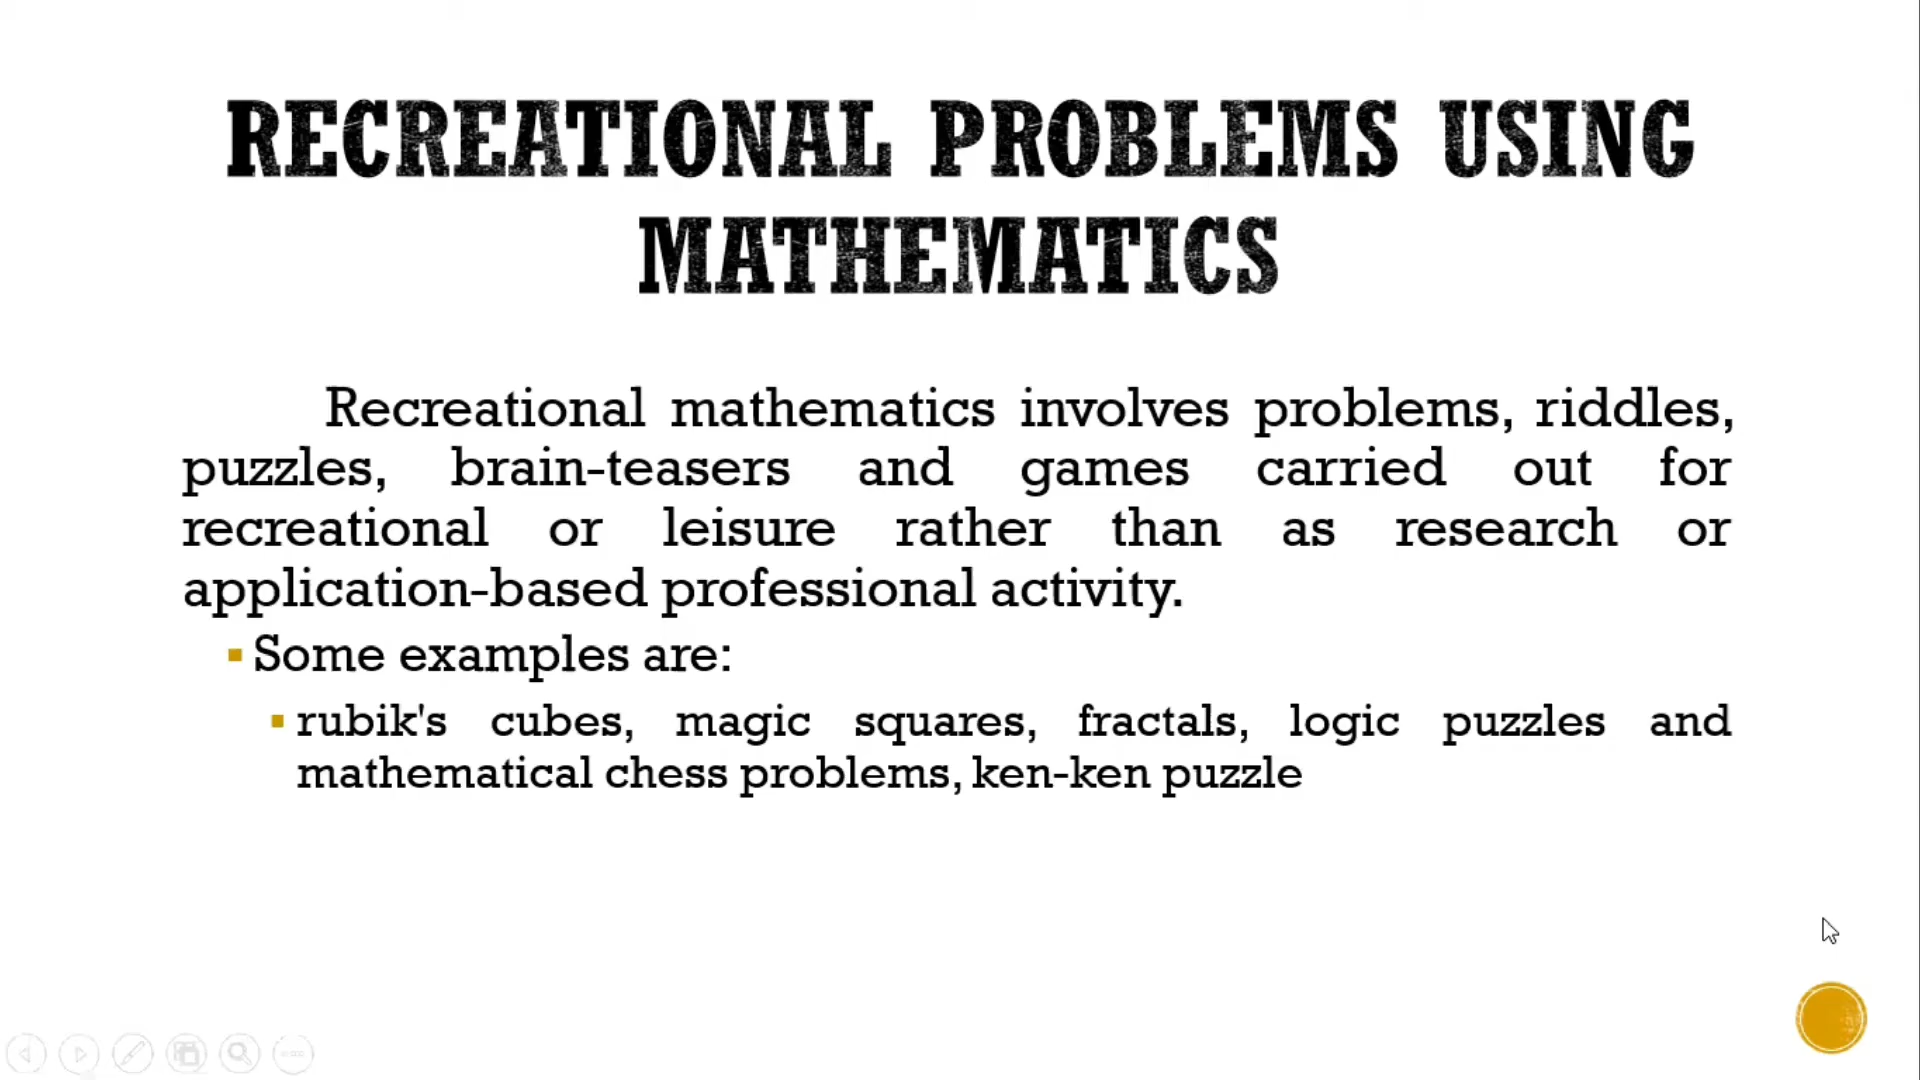 RECREATIONAL PROBLEMS USING
MATHEMATICS
Recreational mathematics involves problems, riddles,
puzzles, brain-teasers and games carried out for
recreational or leisure rather than as research or
application-based professional activity.
Some examples are:
rubik's cubes, magic squares, fractals, logic puzzles and
mathematical chess problems, ken-ken puzzle